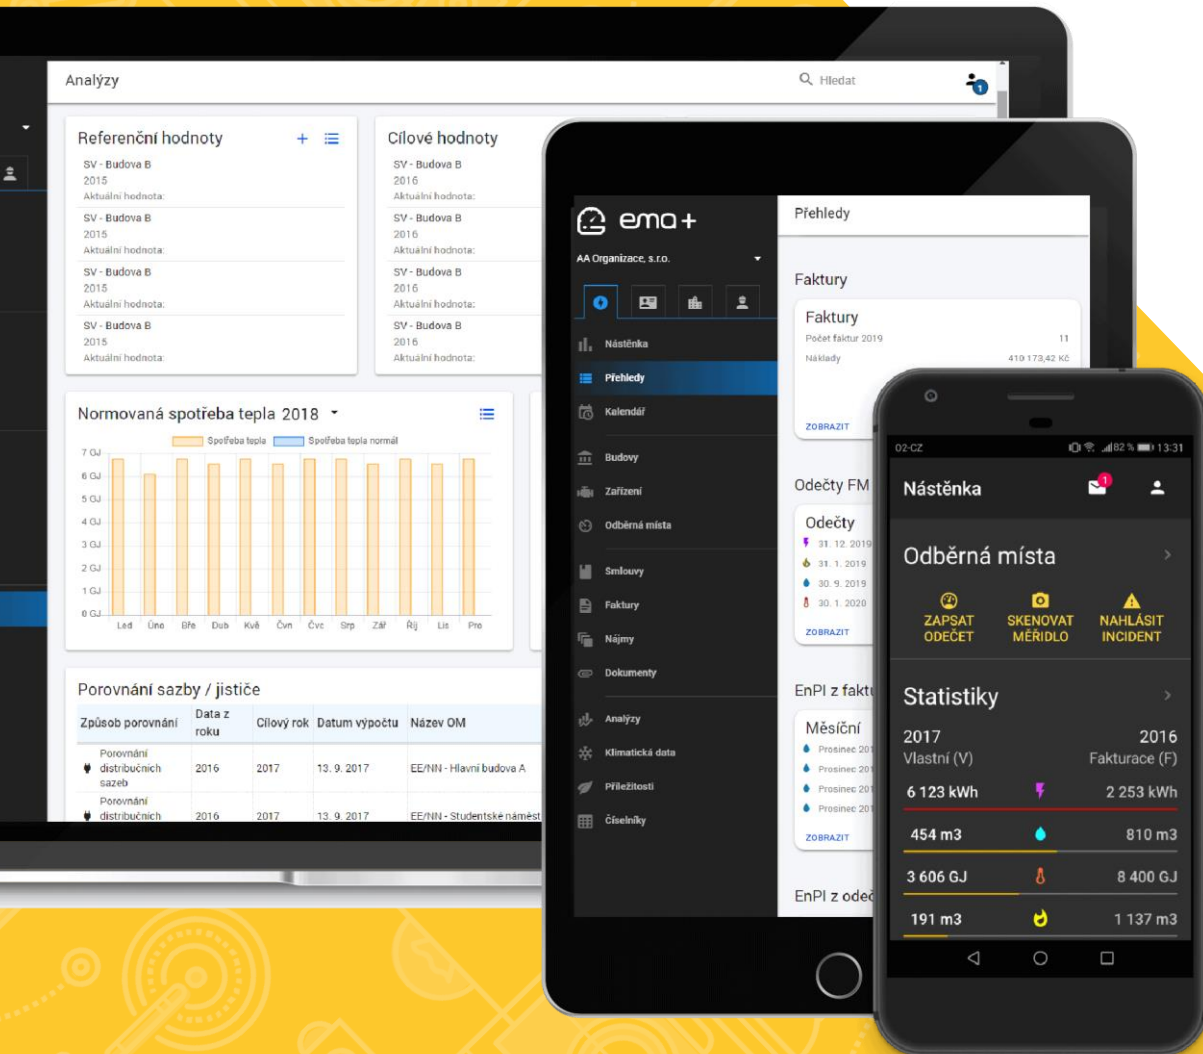 Analýzy
Hledat
1
Referenční hodnoty
SV - Budova B
2015
Aktuální hodnota:
SV - Budova B
2015
Aktuální hodnota:
SV - Budova B
2015
Aktuální hodnota:
SV - Budova B
2015
Aktuální hodnota:
Cílové hodnoty
SV - Budova B
2016
Aktuální hodnota:
SV - Budova B
2016
Aktuální hodnota:
SV - Budova B
2016
Aktuální hodnota:
SV - Budova B
2016
Aktuální hodnota:
Normovaná spotřeba tepla 2018
Spotřeba tepla Spotřeba tepla normál
7 GJ
6 GJ
5 GJ
4 GJ
3 GJ
2 GJ
1 GJ
0 GJ
Led Úno Bře Dub Kvě Čvn Čvc Srp Zář Říj Lis Pro
Porovnání sazby / jističe
Způsob porovnání Data z roku Cílový rok Datum výpočtu Název OM
Porovnání distribučních sazeb 2016 2017 13. 9. 2017 EE/NN - Hlavní budova A
Porovnání distribučních 2016 2017 13. 9. 2017 EE/NN - Studentské náměst
ema+
AA Organizace, s.r.o.
Nástěnka
Přehledy
Kalendář
Budovy
Zařízení
Odběrná místa
Smlouvy
Faktury
Nájmy
Dokumenty
Analýzy
Klimatická data
Příležitosti
Číselníky
Přehledy
Faktury
Faktury
Počet faktur 2019 11
Náklady 410 173,42 Kč
ZOBRAZIT
Odečty FM
Odečty
31. 12. 2019
31. 1. 2019
30. 9. 2019
30. 1. 2020
ZOBRAZIT
EnPI z faktu
Měsíční
Prosinec 201
Prosinec 201
Prosinec 201
Prosinec 201
ZOBRAZIT
EnPI z odeč
O2-CZ 82 % 13:31
Nástěnka 1
Odběrná místa
ZAPSAT ODEČET
SKENOVAT MĚŘIDLO
NAHLÁSIT INCIDENT
Statistiky
2017 2016
Vlastní (V) Fakturace (F)
6 123 kWh 2 253 kWh
454 m3 810 m3
3 606 GJ 8 400 GJ
191 m3 1 137 m3